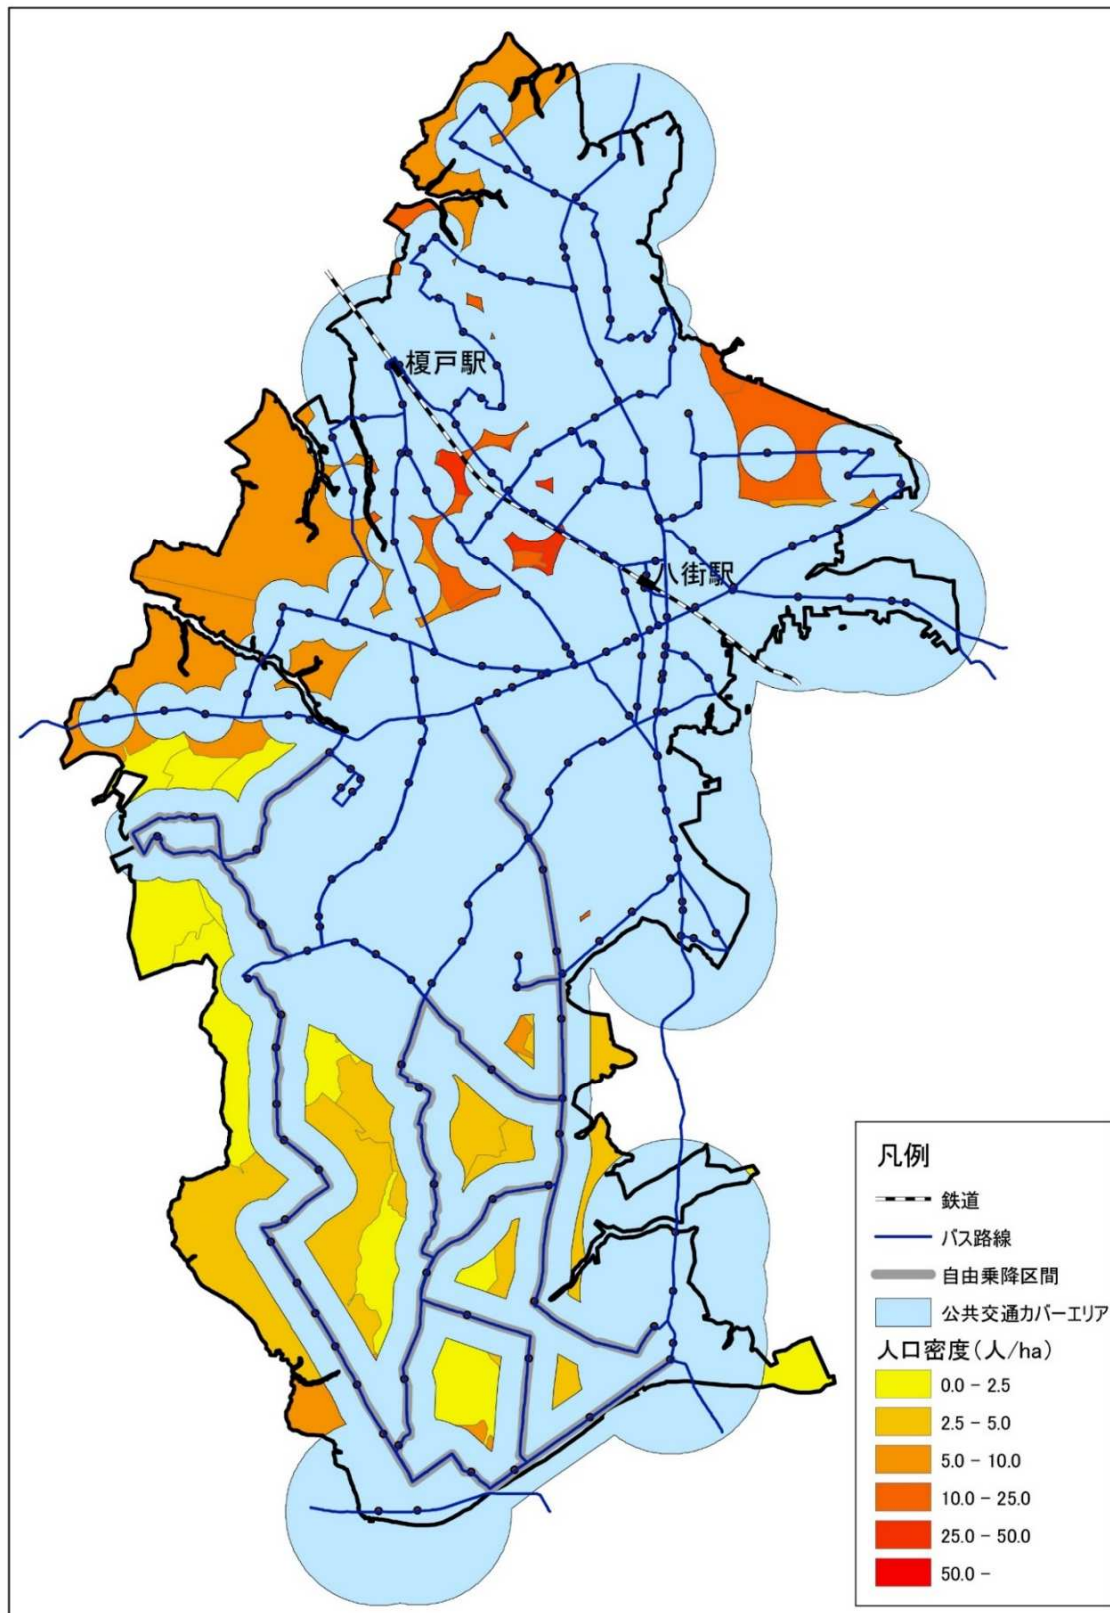 榎戸駅
八街駅
凡例
鉄道
バス路線
自由乗降区間
公共交通カバーエリア
人口密度(人/ha)
0.0 - 2.5
2.5 - 5.0
5.0 - 10.0
10.0 - 25.0
25.0 - 50.0
50.0 -